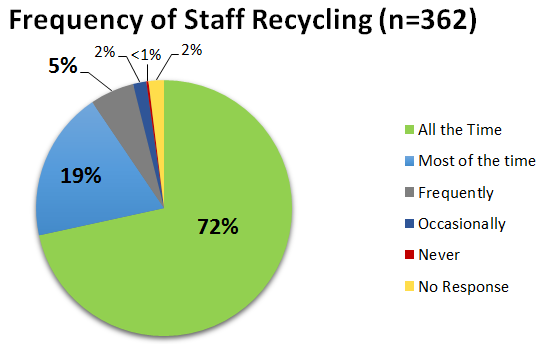 Frequency of Staff Recycling (n=362)
2%
<1%
2%
5%
19%
72%
All the Time
Most of the time
Frequently
Occasionally
Never
No Response